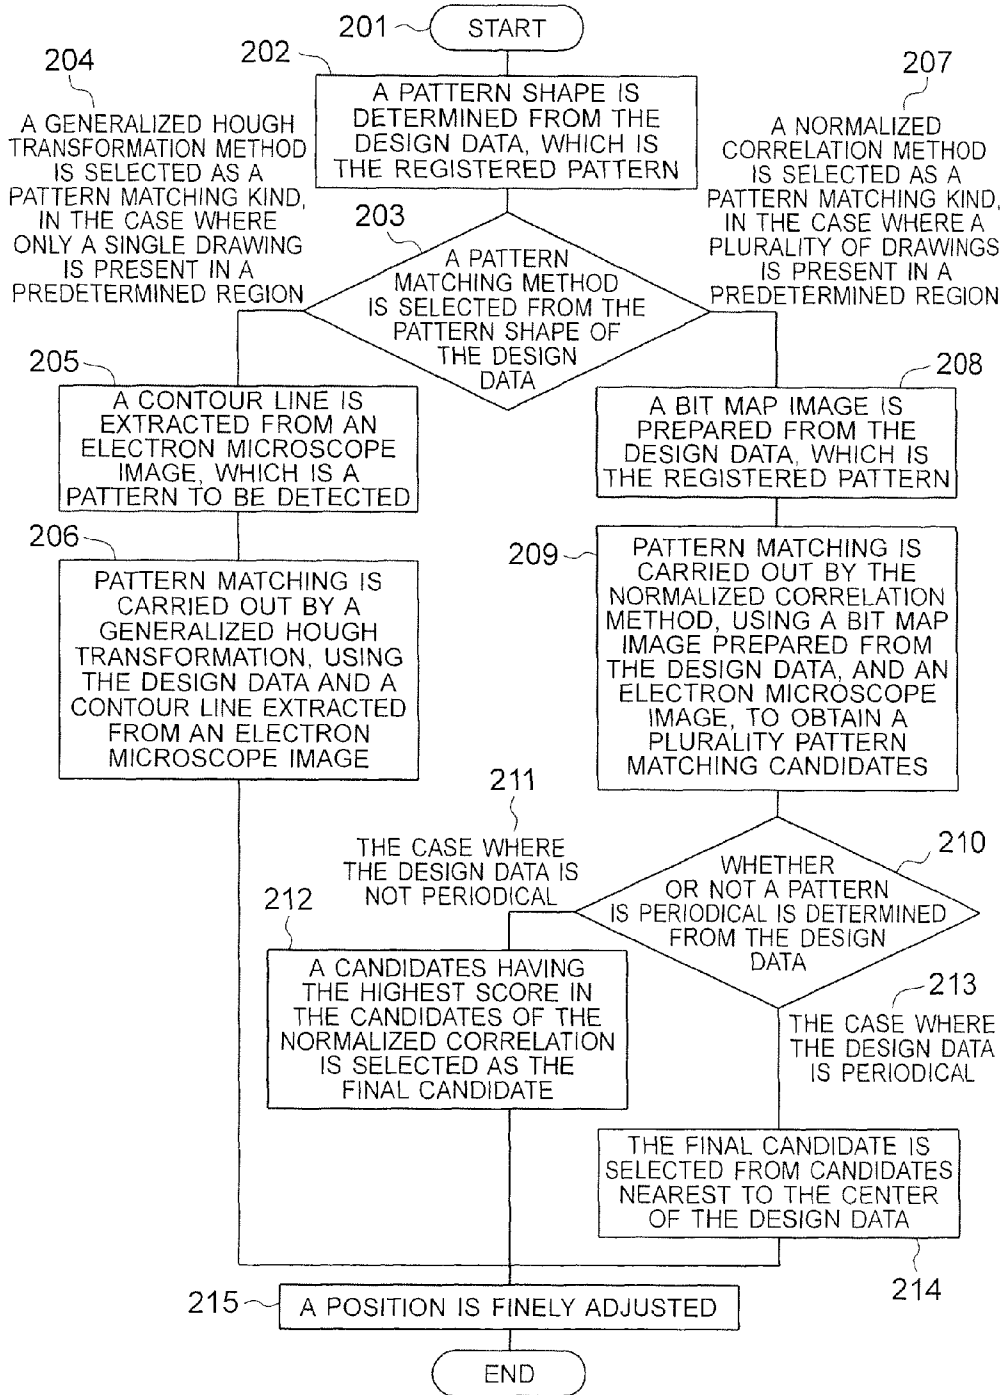 201
START
202
A PATTERN SHAPE IS
DETERMINED FROM THE
DESIGN DATA, WHICH IS
THE REGISTERED PATTERN
204
A GENERALIZED HOUGH
TRANSFORMATION METHOD
IS SELECTED AS A
PATTERN MATCHING KIND,
IN THE CASE WHERE
ONLY A SINGLE DRAWING
IS PRESENT IN A
PREDETERMINED REGION
203
A PATTERN
MATCHING METHOD
IS SELECTED FROM THE
PATTERN SHAPE OF
THE DESIGN
DATA
207
A NORMALIZED
CORRELATION METHOD
IS SELECTED AS A
PATTERN MATCHING KIND,
IN THE CASE WHERE A
PLURALITY OF DRAWINGS
IS PRESENT IN A
PREDETERMINED REGION
205
A CONTOUR LINE IS
EXTRACTED FROM AN
ELECTRON MICROSCOPE
IMAGE, WHICH IS A
PATTERN TO BE DETECTED
206
PATTERN MATCHING IS
CARRIED OUT BY A
GENERALIZED HOUGH
TRANSFORMATION, USING
THE DESIGN DATA AND A
CONTOUR LINE EXTRACTED
FROM AN ELECTRON
MICROSCOPE IMAGE
208
A BIT MAP IMAGE IS
PREPARED FROM THE
DESIGN DATA, WHICH IS
THE REGISTERED PATTERN
209
PATTERN MATCHING IS
CARRIED OUT BY THE
NORMALIZED CORRELATION
METHOD, USING A BIT MAP
IMAGE PREPARED FROM
THE DESIGN DATA, AND AN
ELECTRON MICROSCOPE
IMAGE, TO OBTAIN A
PLURALITY PATTERN
MATCHING CANDIDATES
210
WHETHER
OR NOT A PATTERN
IS PERIODICAL IS DETERMINED
FROM THE DESIGN
DATA
211
THE CASE WHERE
THE DESIGN DATA IS
NOT PERIODICAL
212
A CANDIDATES HAVING
THE HIGHEST SCORE IN
THE CANDIDATES OF THE
NORMALIZED CORRELATION
IS SELECTED AS THE
FINAL CANDIDATE
213
THE CASE WHERE
THE DESIGN DATA
IS PERIODICAL
THE FINAL CANDIDATE IS
SELECTED FROM CANDIDATES
NEAREST TO THE CENTER
OF THE DESIGN DATA
214
215
A POSITION IS FINELY ADJUSTED
END